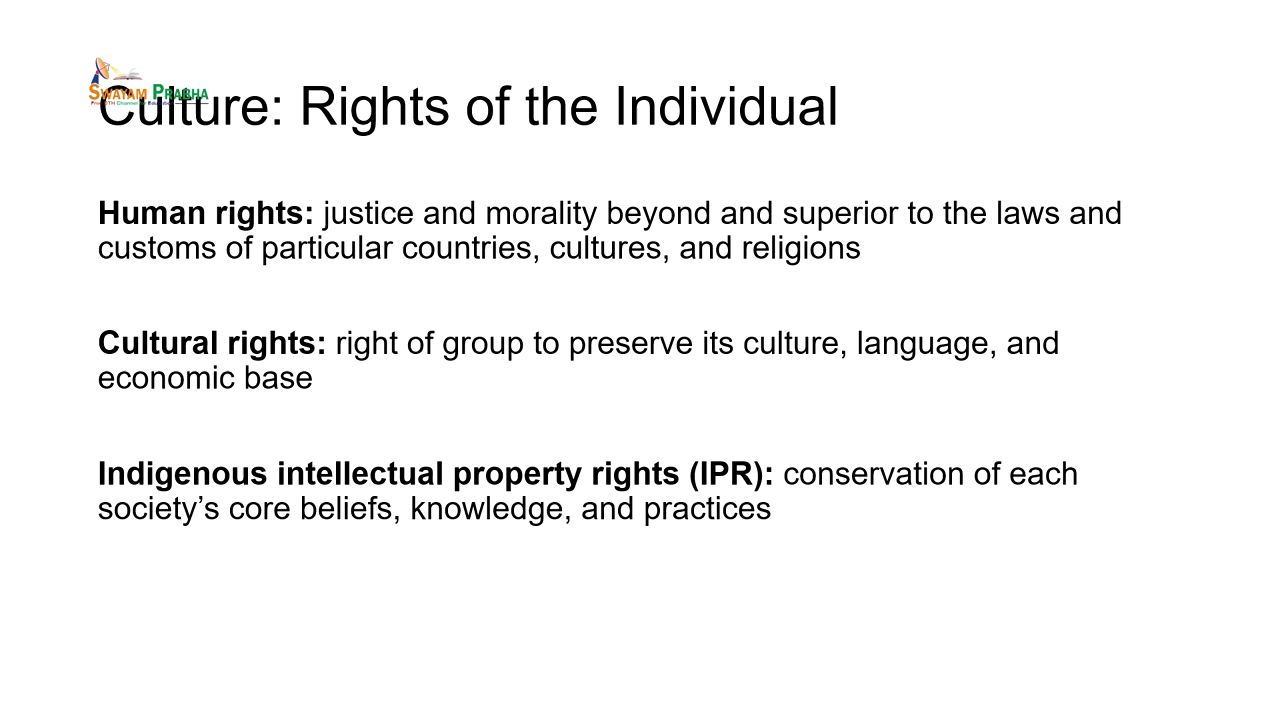 SWAYAM PRABHA
Culture: Rights of the Individual
Human rights: justice and morality beyond and superior to the laws and
customs of particular countries, cultures, and religions
Cultural rights: right of group to preserve its culture, language, and
economic base
Indigenous intellectual property rights (IPR): conservation of each
society’s core beliefs, knowledge, and practices